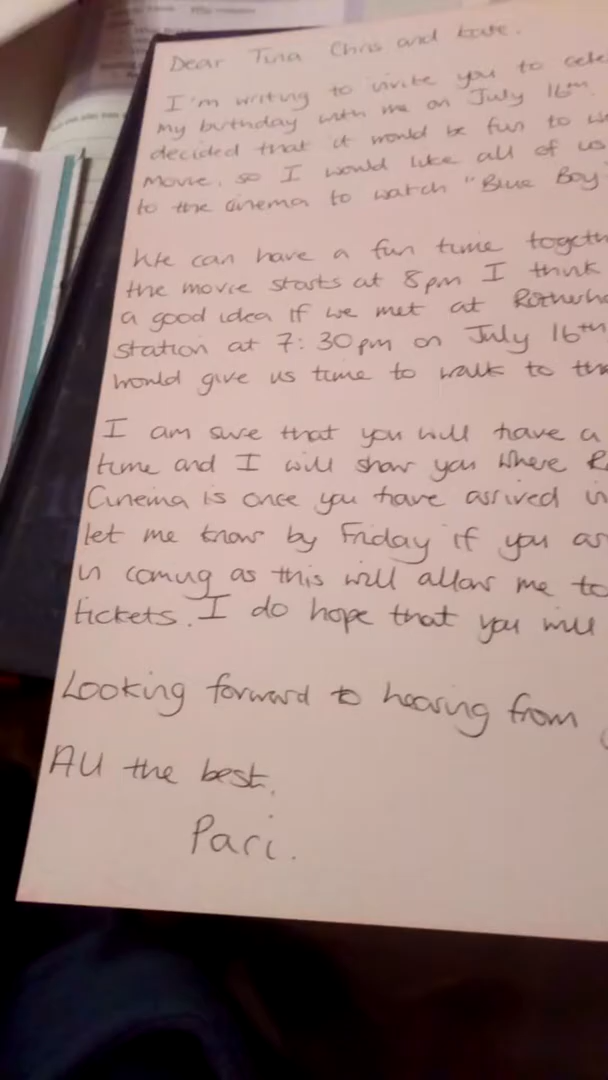 Dear Tina Chris and Kate.
I'm writing to invite you to cele
my birthday with me on July 16th.
decided that it would be fun to
movie, so I would like all of us
to the cinema to watch "Blue Boy
We can have a fun time togeth
the movie starts at 8pm I think
a good idea if we met at Rotherh
station at 7:30pm on July 16th
would give us time to walk to the
I am sure that you will have a
time and I will show you where R
Cinema is once you have arrived in
let me know by Friday if you
in coming as this will allow me to
tickets. I do hope that you will
Looking forward to hearing from
All the best.
Pari.